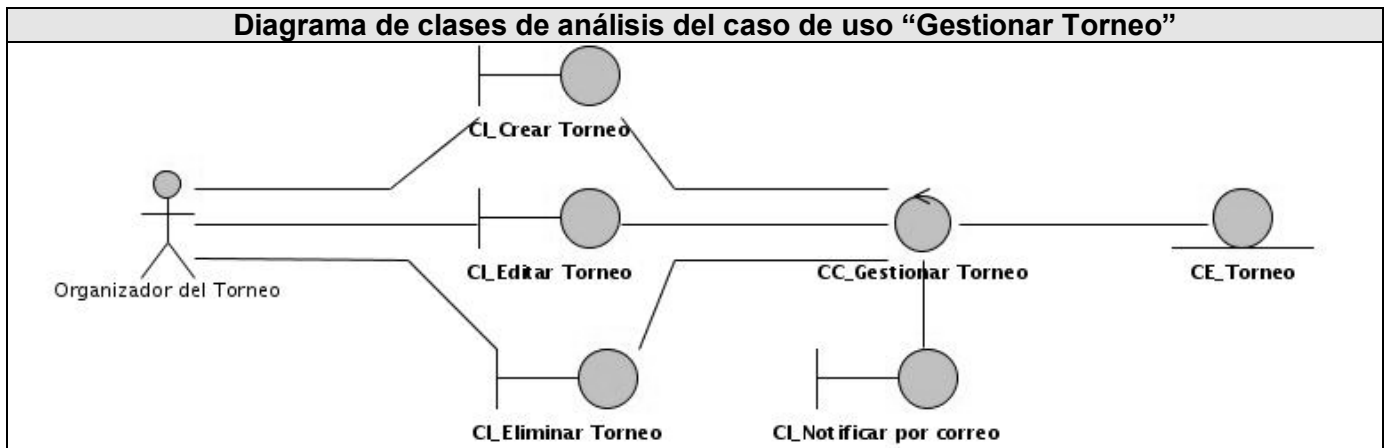 Diagrama de clases de análisis del caso de uso “Gestionar Torneo”
CI_Crear Torneo
CI_Editar Torneo
CC_Gestionar Torneo
CE_Torneo
Organizador del Torneo
CI_Eliminar Torneo
CI_Notificar por correo